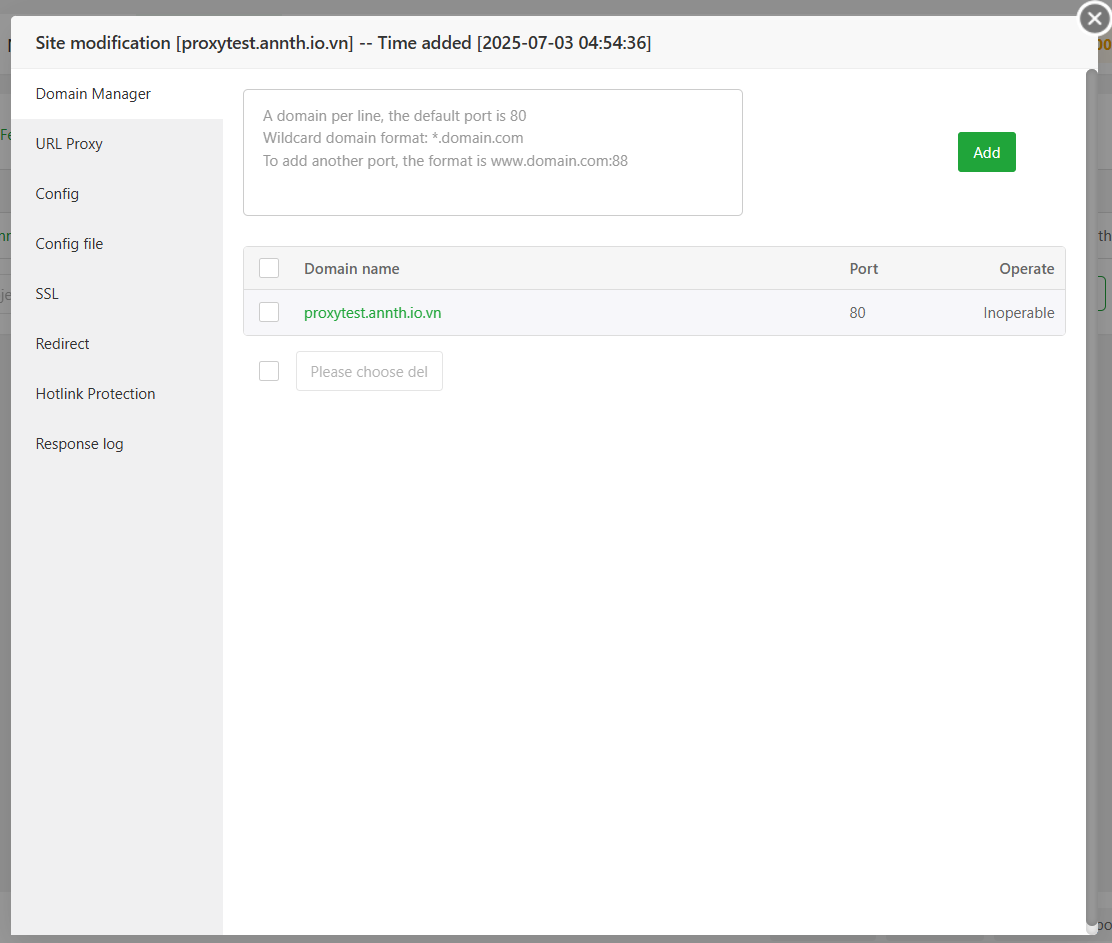 Site modification [proxytest.annth.io.vn] -- Time added [2025-07-03 04:54:36]
Domain Manager
URL Proxy
Config
Config file
SSL
Redirect
Hotlink Protection
Response log
A domain per line, the default port is 80
Wildcard domain format: *.domain.com
To add another port, the format is www.domain.com:88
Add
Domain name Port Operate
proxytest.annth.io.vn 80 Inoperable
Please choose del